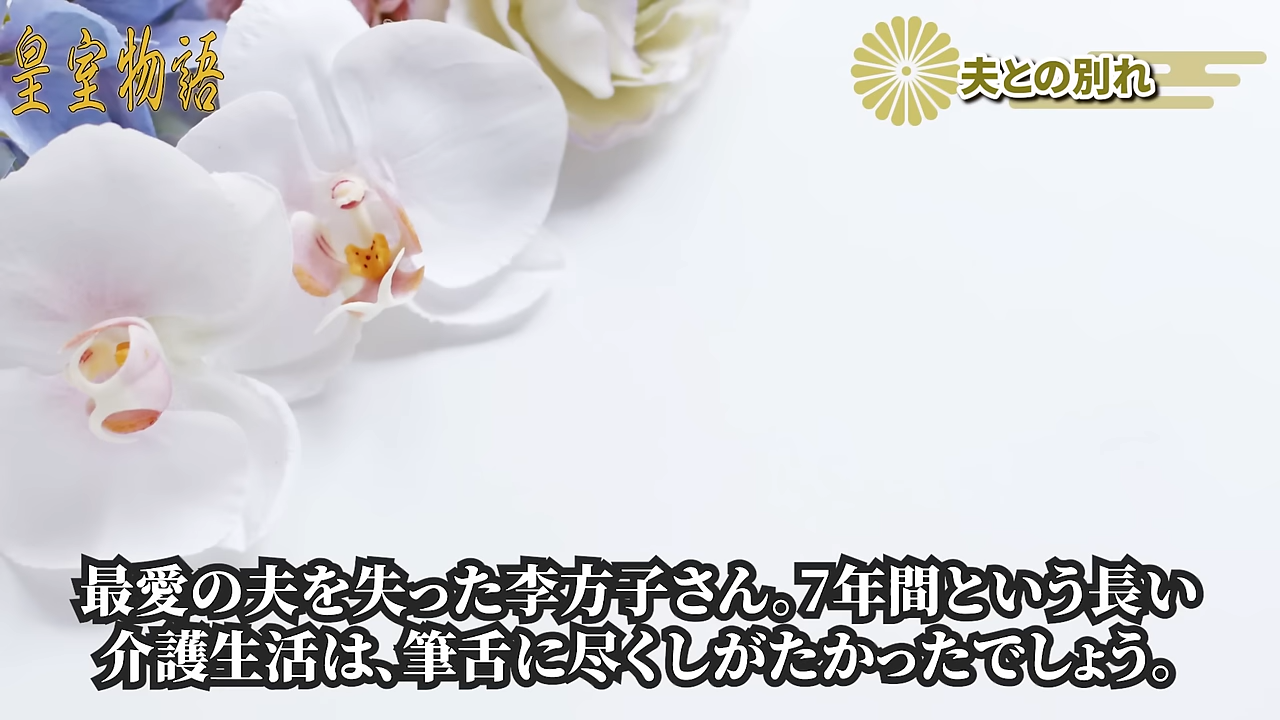 皇室物語
夫との別れ
最愛の夫を失った李方子さん。7年間という長い
介護生活は、筆舌に尽くしがたかったでしょう。